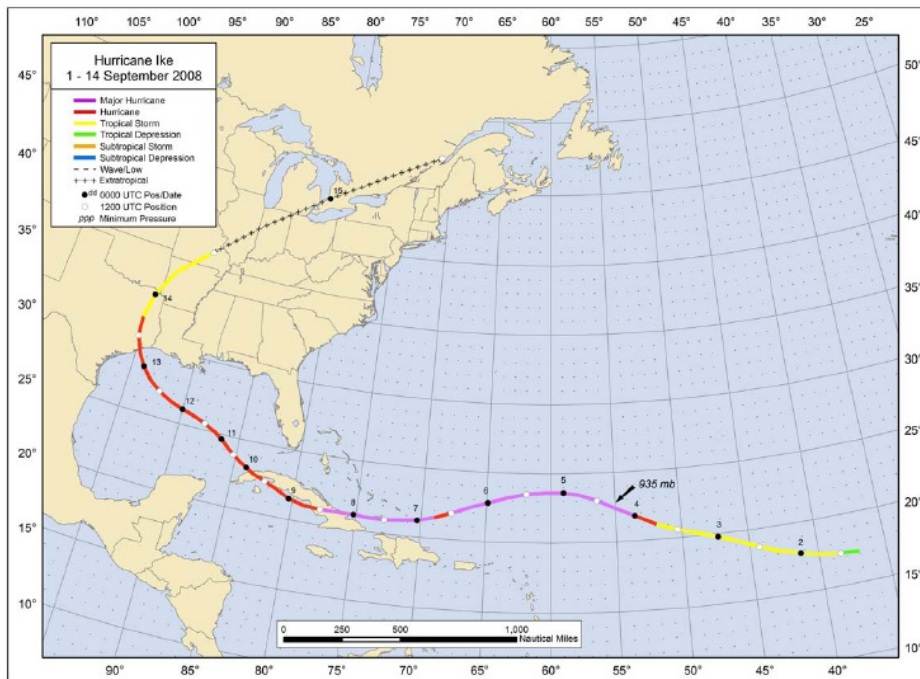 110° 105° 100° 95° 90° 85° 80° 75° 70° 65° 60° 55° 50° 45° 40° 35° 30° 25°
Hurricane Ike
1 - 14 September 2008
Major Hurricane
Hurricane
Tropical Storm
Tropical Depression
Subtropical Storm
Subtropical Depression
Wave/Low
Extratropical
dd 0000 UTC Pos/Date
1200 UTC Position
ppp Minimum Pressure
45°
40°
35°
30°
25°
20°
15°
10°
50°
45°
40°
35°
30°
25°
20°
15°
10°
15
14
13
12
11
10
9
8
7
6
5
935 mb
4
3
2
0 250 500 1,000
Nautical Miles
90° 85° 80° 75° 70° 65° 60° 55° 50° 45° 40°